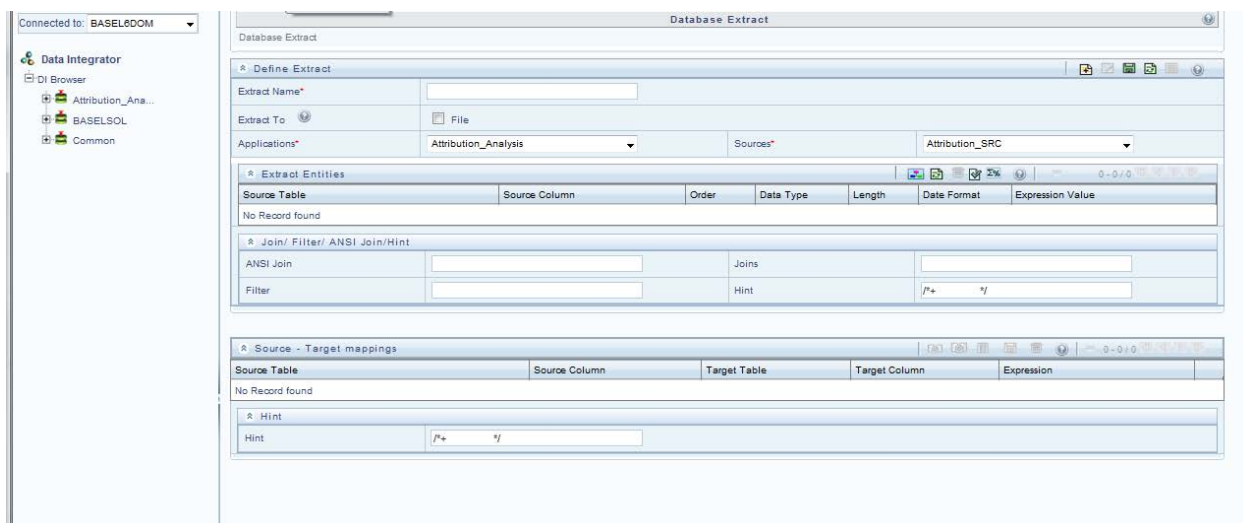 Connected to: BASEL6DOM
Database Extract
Database Extract
Data Integrator
DI Browser
Attribution_Ana...
BASELSOL
Common
Define Extract
Extract Name*
Extract To File
Applications* Attribution_Analysis Sources* Attribution_SRC
Extract Entities 0-0/0
Source Table Source Column Order Data Type Length Date Format Expression Value
No Record found
Join/ Filter/ ANSI Join/Hint
ANSI Join Joins
Filter Hint /*+ */
Source - Target mappings 0-0/0
Source Table Source Column Target Table Target Column Expression
No Record found
Hint
Hint /*+ */